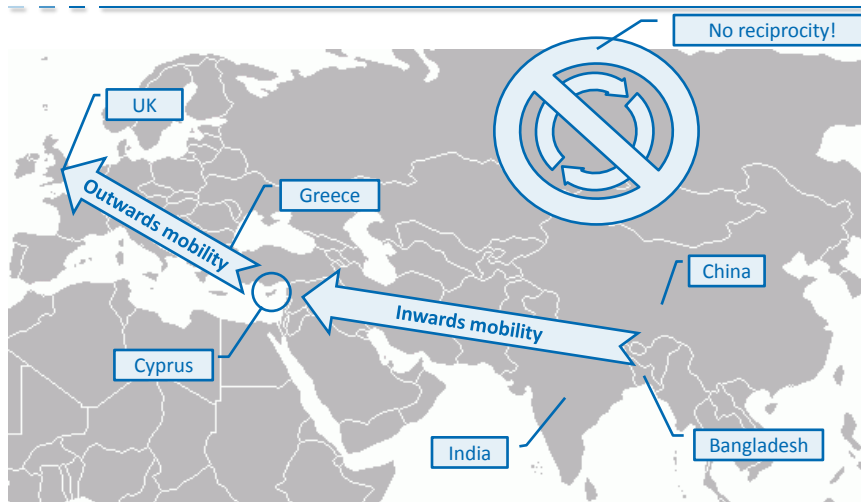 No reciprocity!
UK
Outwards mobility
Greece
China
Inwards mobility
Cyprus
India
Bangladesh